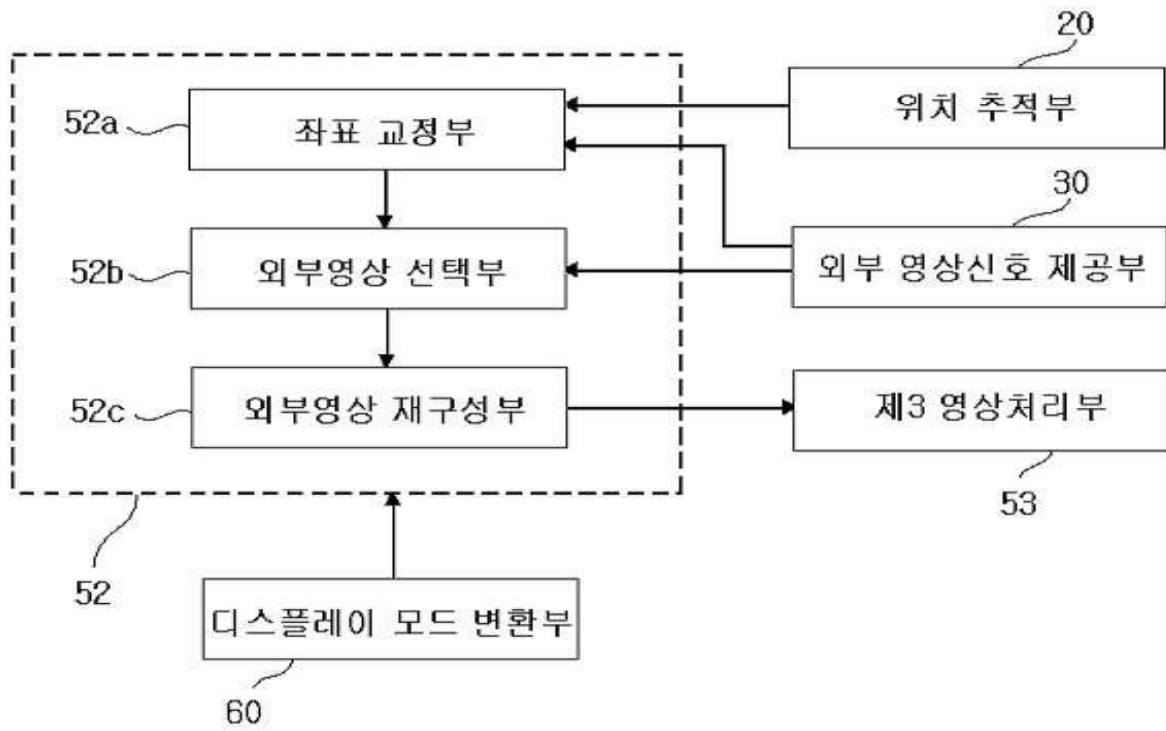 20
52a
좌표 교정부
위치 추적부
30
52b
외부영상 선택부
외부 영상신호 제공부
52c
외부영상 재구성부
제3 영상처리부
53
52
디스플레이 모드 변환부
60